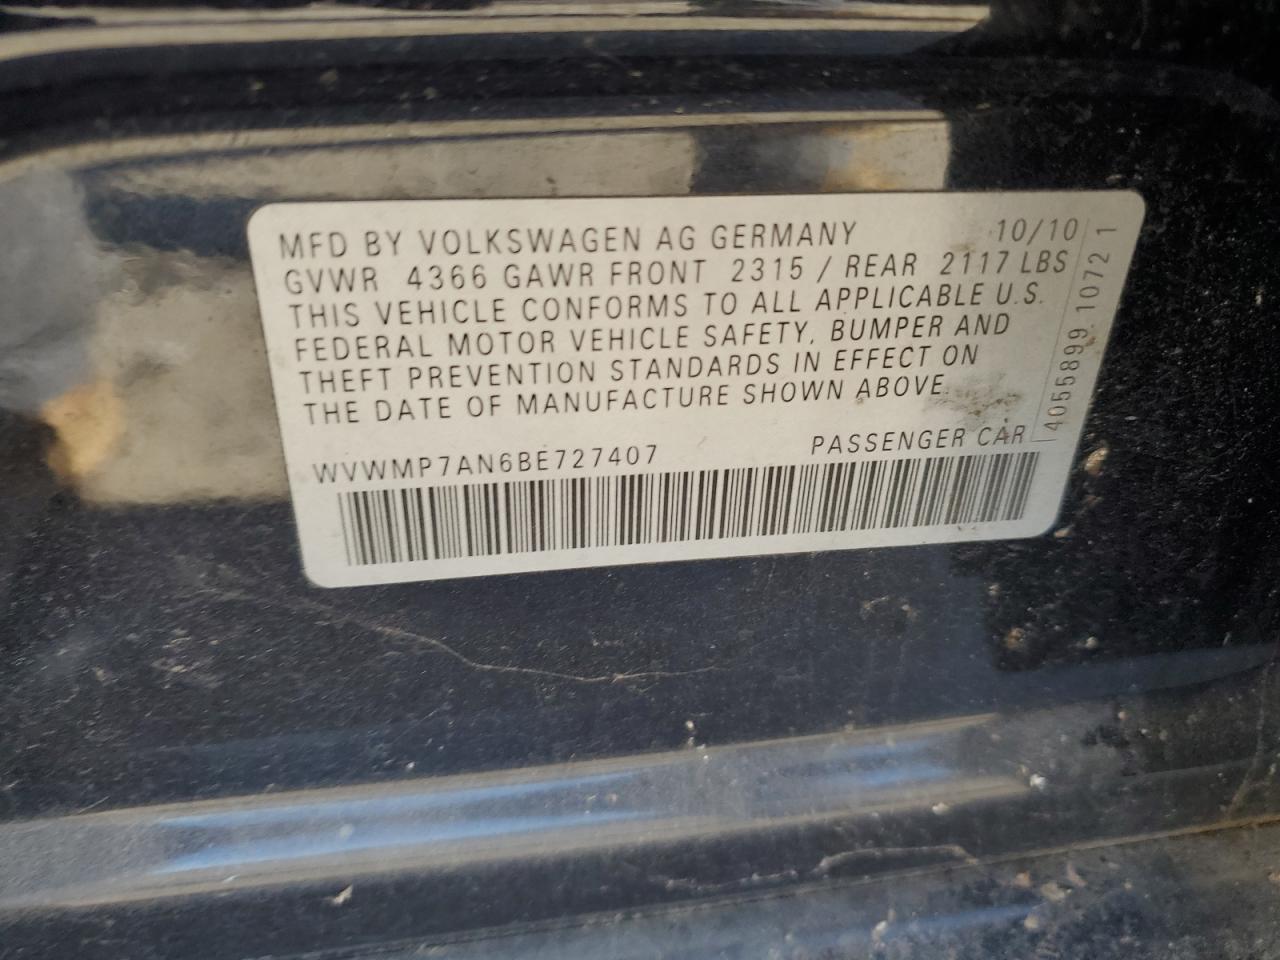 MFD BY VOLKSWAGEN AG GERMANY 10/10
GVWR 4366 GAWR FRONT 2315 / REAR 2117 LBS
THIS VEHICLE CONFORMS TO ALL APPLICABLE U.S.
FEDERAL MOTOR VEHICLE SAFETY, BUMPER AND
THEFT PREVENTION STANDARDS IN EFFECT ON
THE DATE OF MANUFACTURE SHOWN ABOVE.
WVWMP7AN6BE727407 PASSENGER CAR
4055899 1072 1